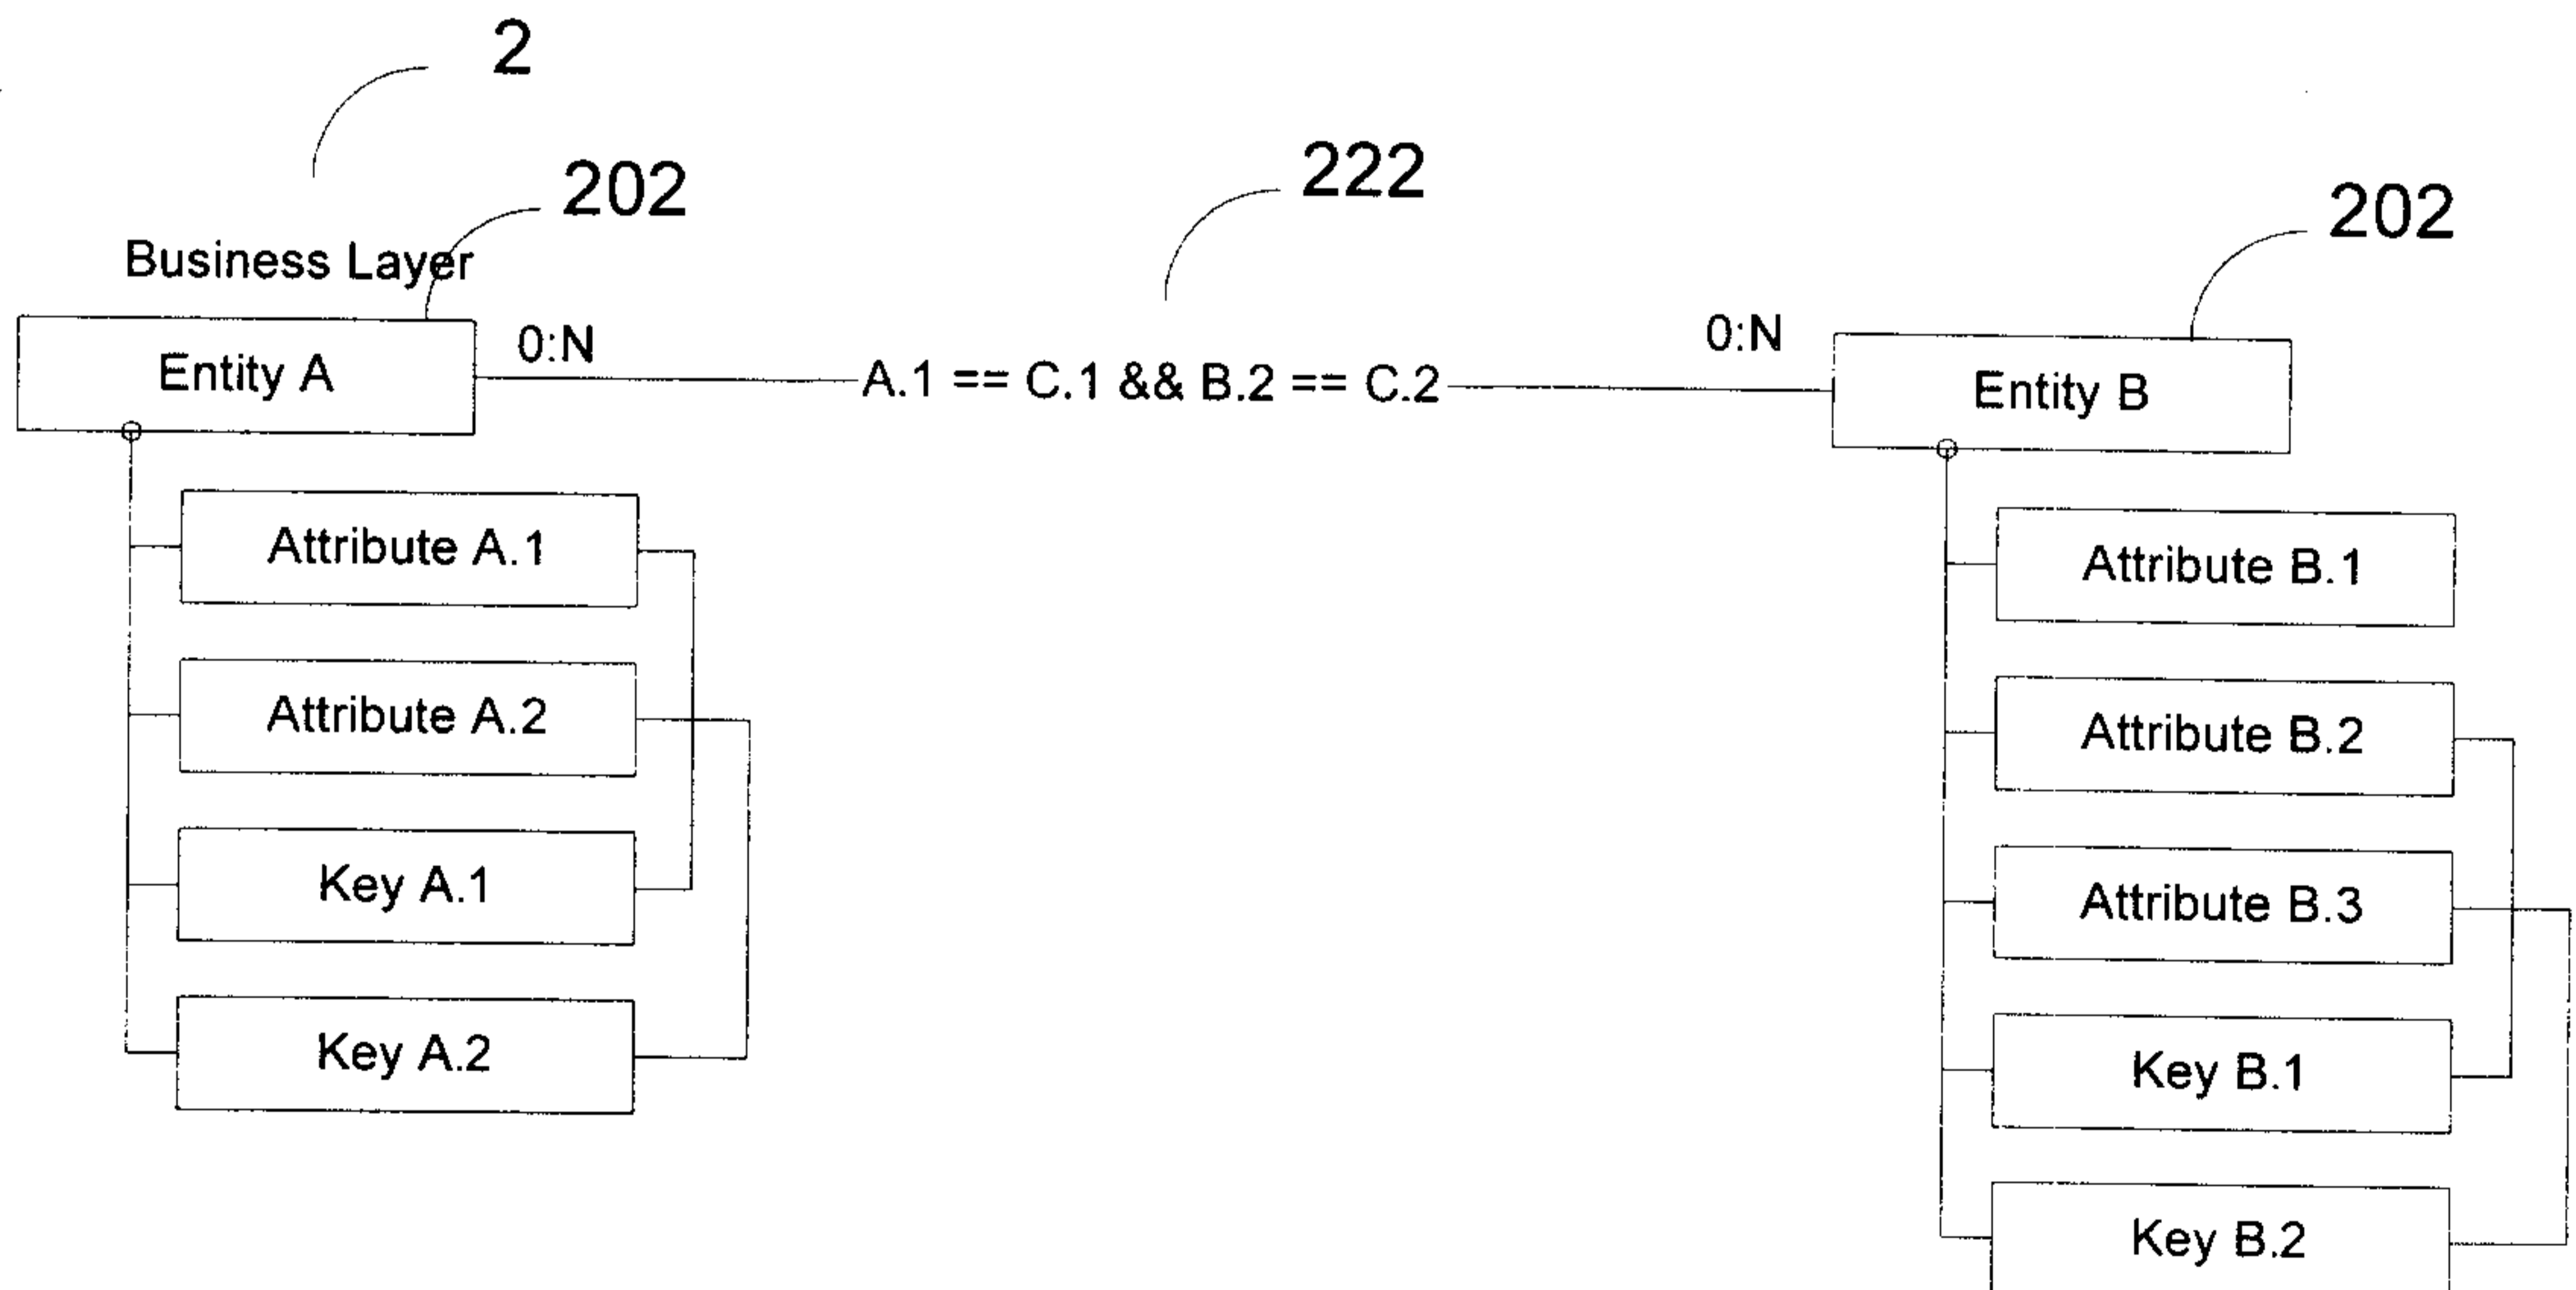 2
202
222
202
Business Layer
0:N
0:N
Entity A
A.1 == C.1 && B.2 == C.2
Entity B
Attribute A.1
Attribute A.2
Key A.1
Key A.2
Attribute B.1
Attribute B.2
Attribute B.3
Key B.1
Key B.2